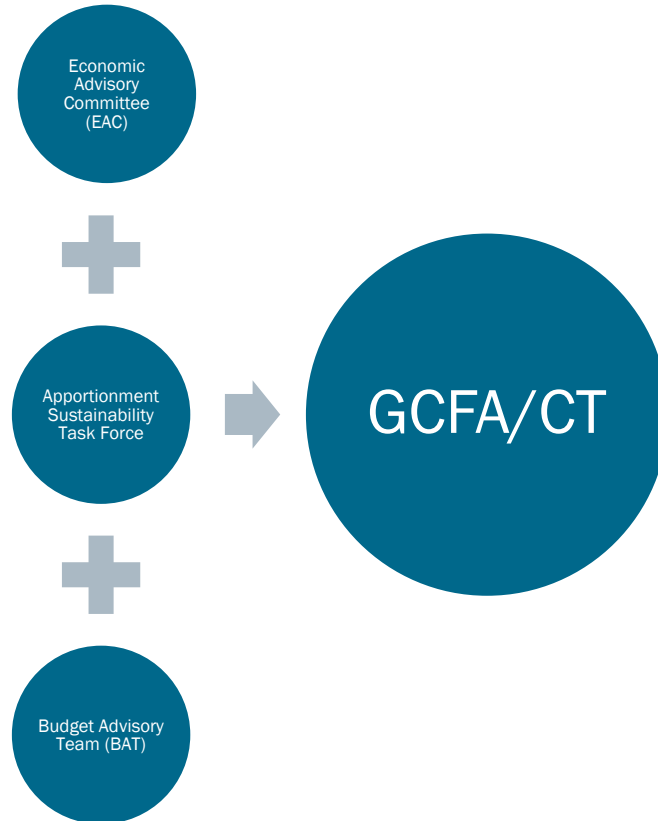 Economic
Advisory
Committee
(EAC)
Apportionment
Sustainability
Task Force
GCFA/CT
Budget Advisory
Team (BAT)